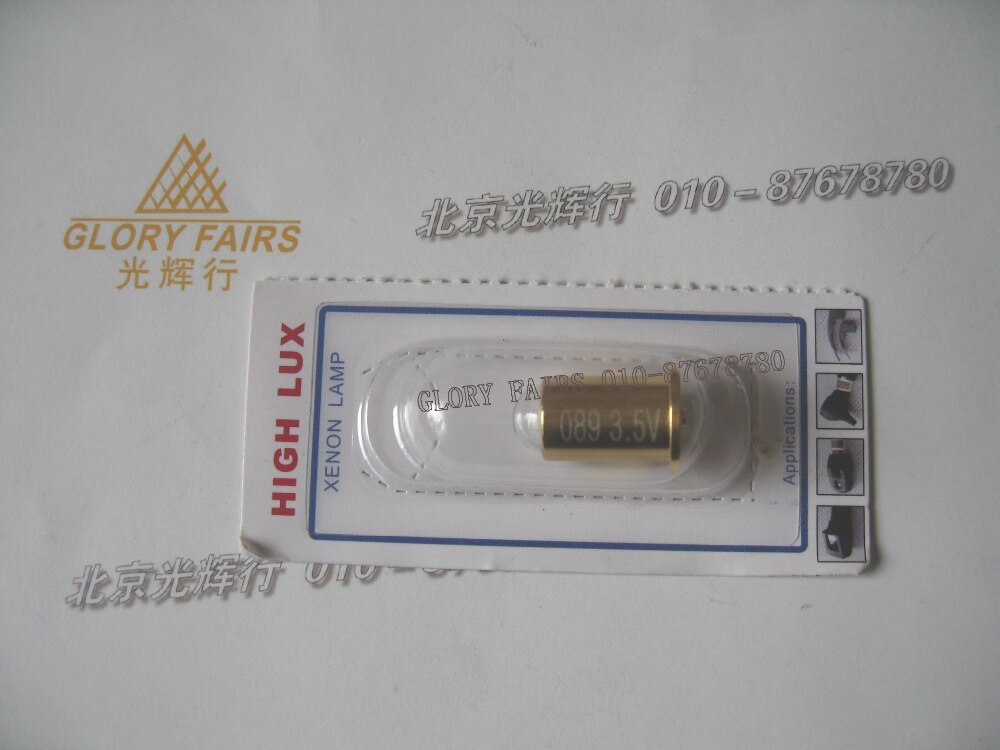 GLORY FAIRS
光辉行
北京光辉行 010-87678780
HIGH LUX
XENON LAMP
GLORY FAIRS 010-87678780
089 3.5V
Applications:
北京光辉行 010-